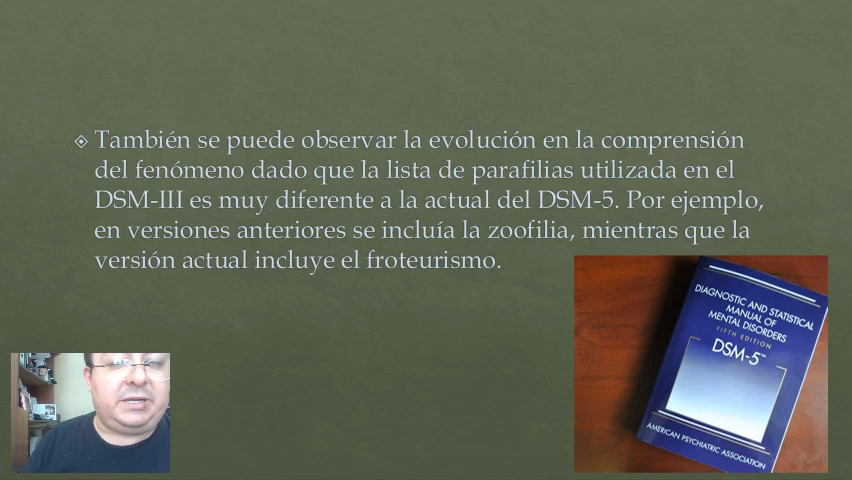 También se puede observar la evolución en la comprensión
del fenómeno dado que la lista de parafilias utilizada en el
DSM-III es muy diferente a la actual del DSM-5. Por ejemplo,
en versiones anteriores se incluía la zoofilia, mientras que la
versión actual incluye el froteurismo.
DIAGNOSTIC AND STATISTICAL
MANUAL OF
MENTAL DISORDERS
FIFTH EDITION
DSM-5™
AMERICAN PSYCHIATRIC ASSOCIATION